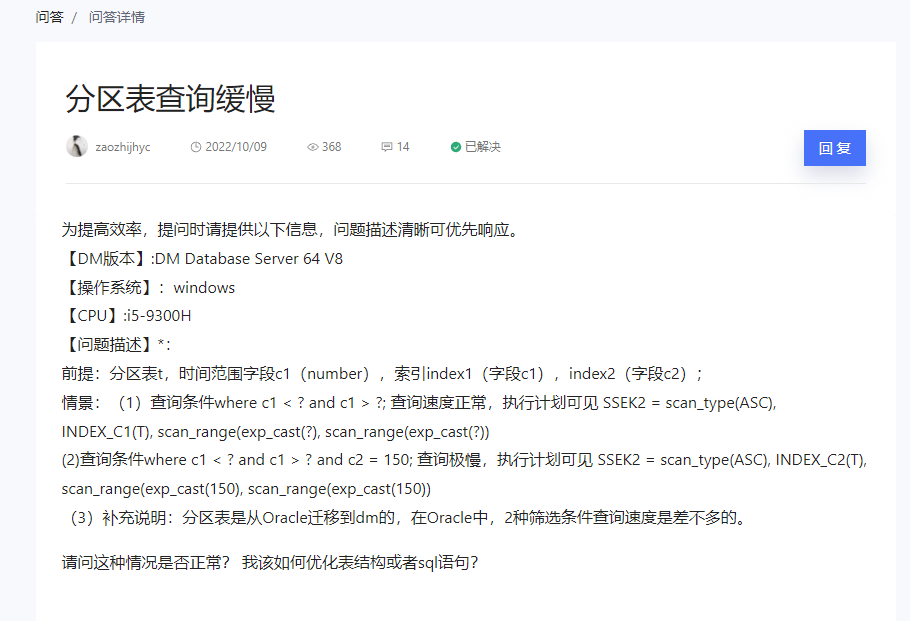 问答 / 问答详情
分区表查询缓慢
zaozhijhyc 2022/10/09 368 14 已解决
回复
为提高效率，提问时请提供以下信息，问题描述清晰可优先响应。
【DM版本】:DM Database Server 64 V8
【操作系统】：windows
【CPU】:i5-9300H
【问题描述】*：
前提：分区表t，时间范围字段c1（number），索引index1（字段c1），index2（字段c2）；
情景：（1）查询条件where c1 < ? and c1 > ?; 查询速度正常，执行计划可见 SSEK2 = scan_type(ASC),
INDEX_C1(T), scan_range(exp_cast(?), scan_range(exp_cast(?))
(2)查询条件where c1 < ? and c1 > ? and c2 = 150; 查询极慢，执行计划可见 SSEK2 = scan_type(ASC), INDEX_C2(T),
scan_range(exp_cast(150), scan_range(exp_cast(150))
（3）补充说明：分区表是从Oracle迁移到dm的，在Oracle中，2种筛选条件查询速度是差不多的。
请问这种情况是否正常？ 我该如何优化表结构或者sql语句？